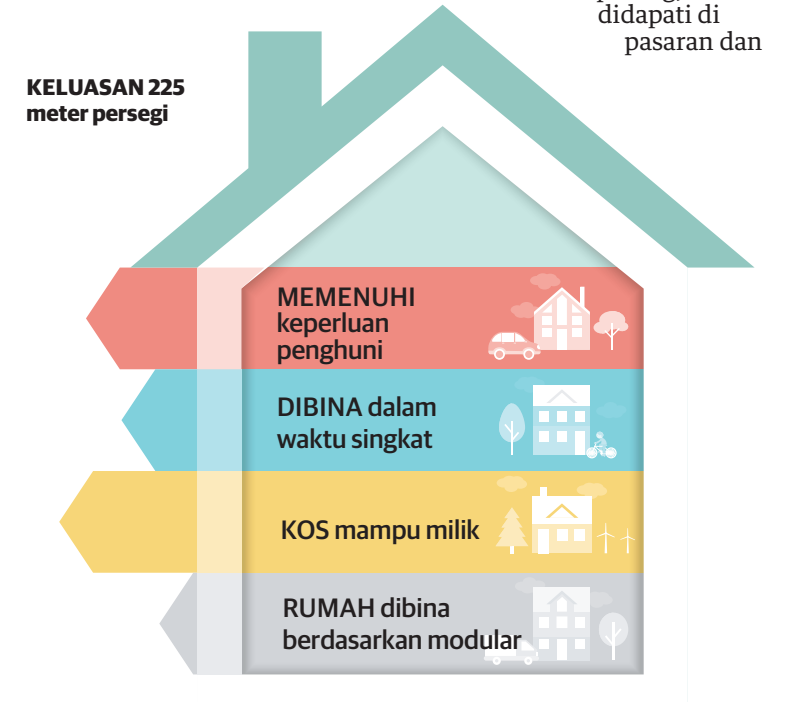 didapati di
pasaran dan
KELUASAN 225
meter persegi
MEMENUHI
keperluan
penghuni
DIBINA dalam
waktu singkat
KOS mampu milik
RUMAH dibina
berdasarkan modular